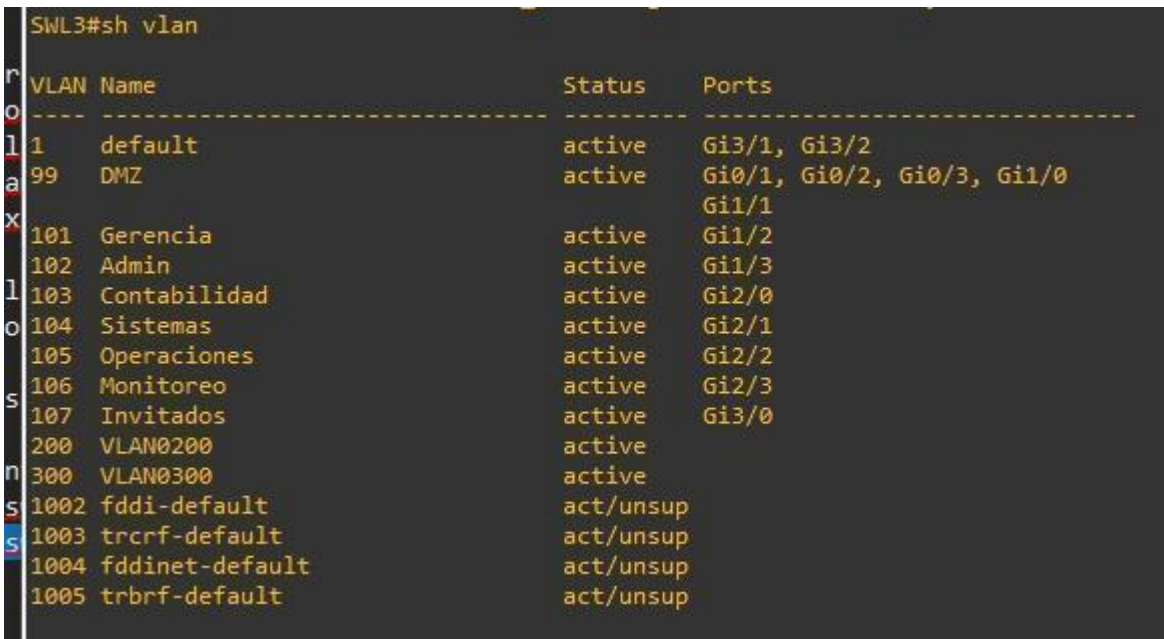 SWL3#sh vlan
VLAN Name                             Status    Ports
---- -------------------------------- --------- -------------------------------
1    default                          active    Gi3/1, Gi3/2
99   DMZ                              active    Gi0/1, Gi0/2, Gi0/3, Gi1/0
                                                Gi1/1
101  Gerencia                         active    Gi1/2
102  Admin                            active    Gi1/3
103  Contabilidad                     active    Gi2/0
104  Sistemas                         active    Gi2/1
105  Operaciones                      active    Gi2/2
106  Monitoreo                        active    Gi2/3
107  Invitados                        active    Gi3/0
200  VLAN0200                         active
300  VLAN0300                         active
1002 fddi-default                     act/unsup
1003 trcrf-default                    act/unsup
1004 fddinet-default                  act/unsup
1005 trbrf-default                    act/unsup